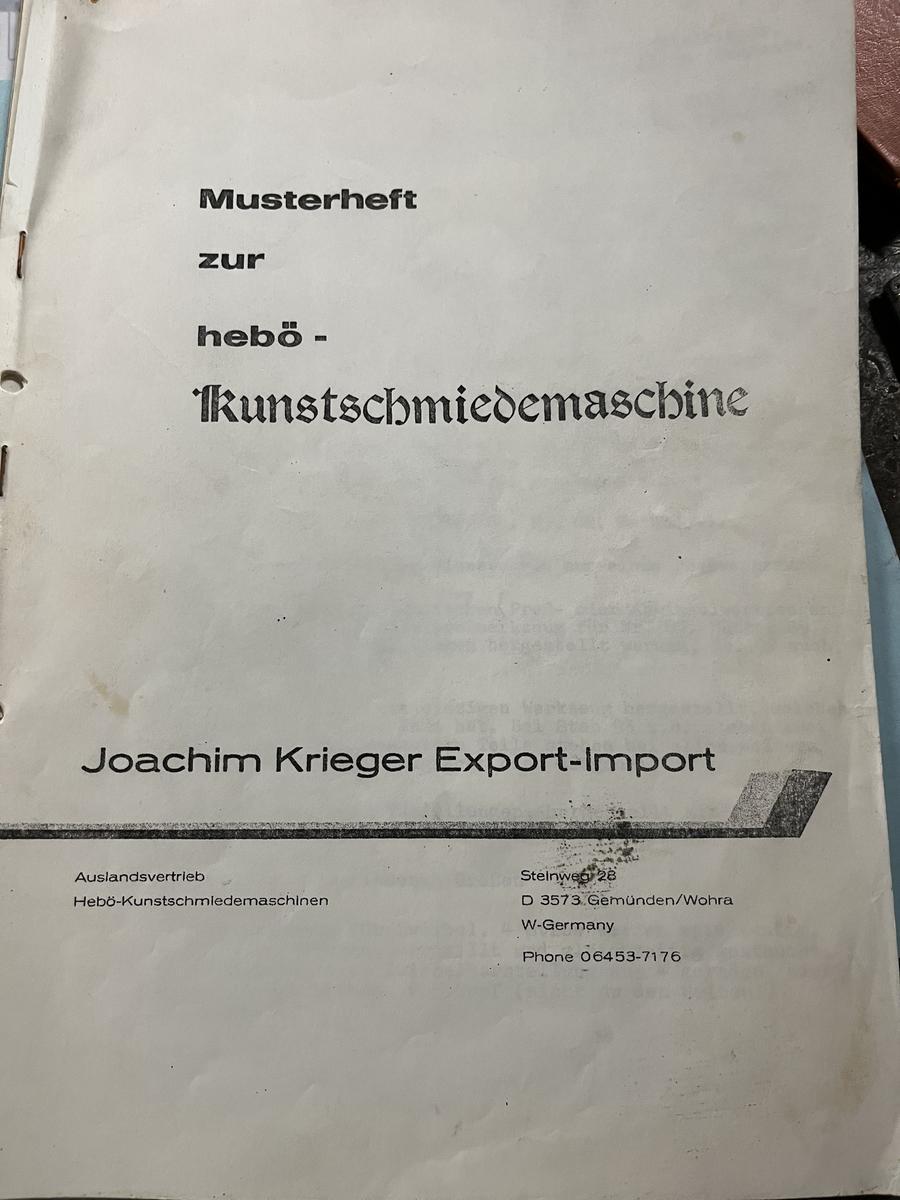 Musterheft
zur
hebö -
Kunstschmiedemaschine
Joachim Krieger Export-Import
Auslandsvertrieb
Hebö-Kunstschmiedemaschinen
Steinweg 28
D 3573 Gemünden/Wohra
W-Germany
Phone 06453-7176